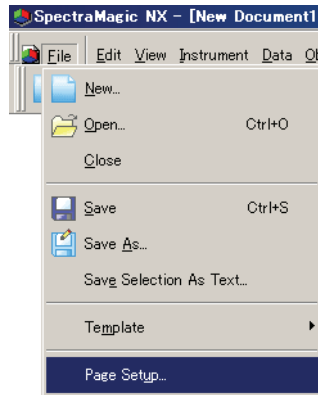 SpectraMagic NX - [New Document1
File Edit View Instrument Data
New...
Open... Ctrl+O
Close
Save Ctrl+S
Save As...
Save Selection As Text...
Template
Page Setup...